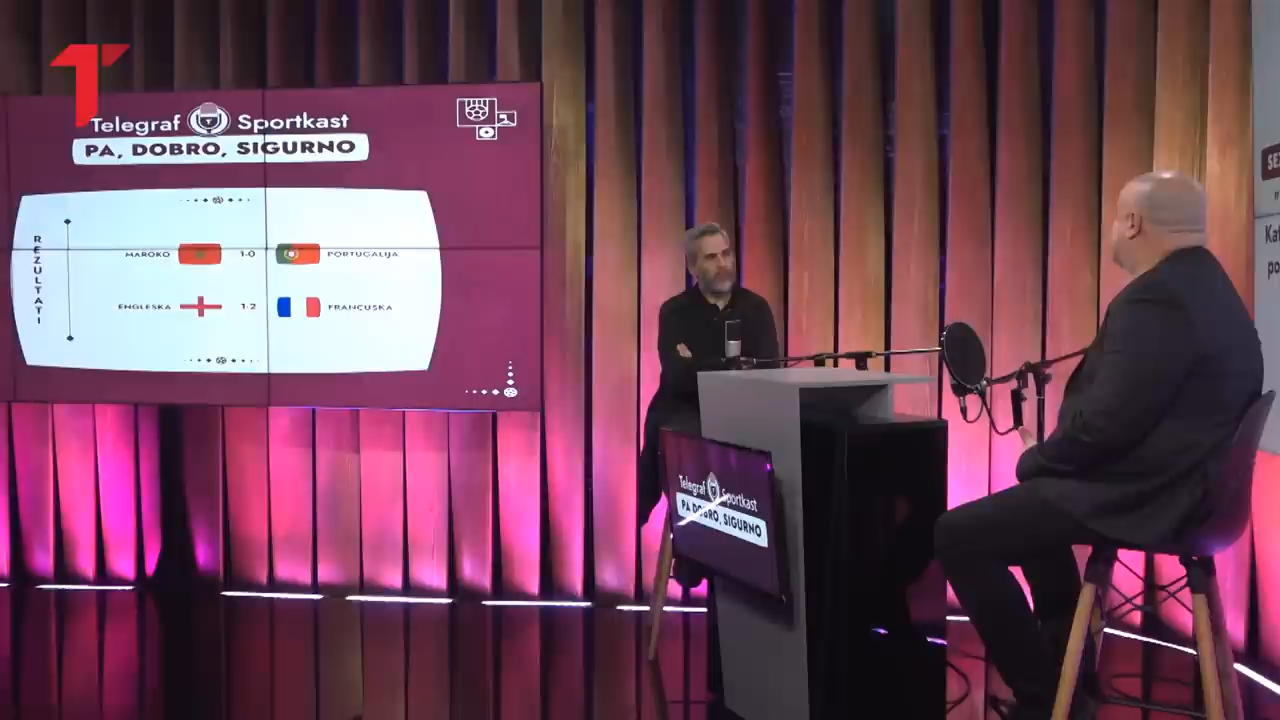 Telegraf Sportkast
PA, DOBRO, SIGURNO
REZULTATI
MAROKO 1-0 PORTUGALIJA
ENGLESKA 1-2 FRANCUSKA
Telegraf Sportkast
PA DOBRO, SIGURNO